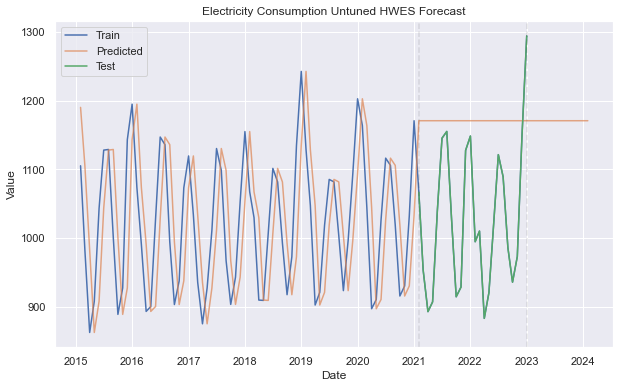 Electricity Consumption Untuned HWES Forecast
Train
Predicted
Test
1300
1200
1100
1000
900
Value
2015 2016 2017 2018 2019 2020 2021 2022 2023 2024
Date